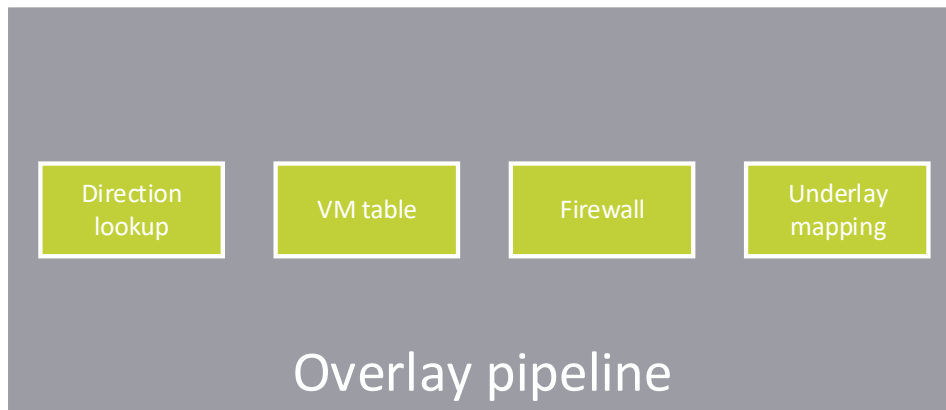 Direction
lookup
VM table
Firewall
Underlay
mapping
Overlay pipeline